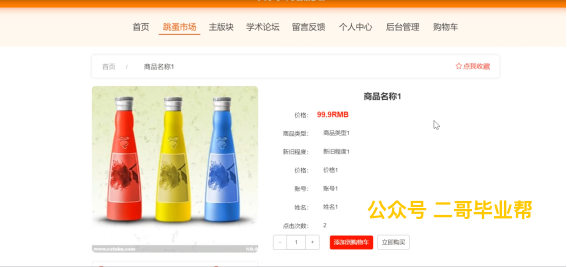 首页 跳蚤市场 主版块 学术论坛 留言反馈 个人中心 后台管理 购物车
首页 / 商品名称1 ☆点我收藏
商品名称1
价格： 99.9RMB
商品类型： 商品类型1
新旧程度： 新旧程度1
价格： 价格1
账号： 账号1
姓名： 姓名1
点击次数： 2
- 1 + 添加到购物车 立即购买
公众号 二哥毕业帮